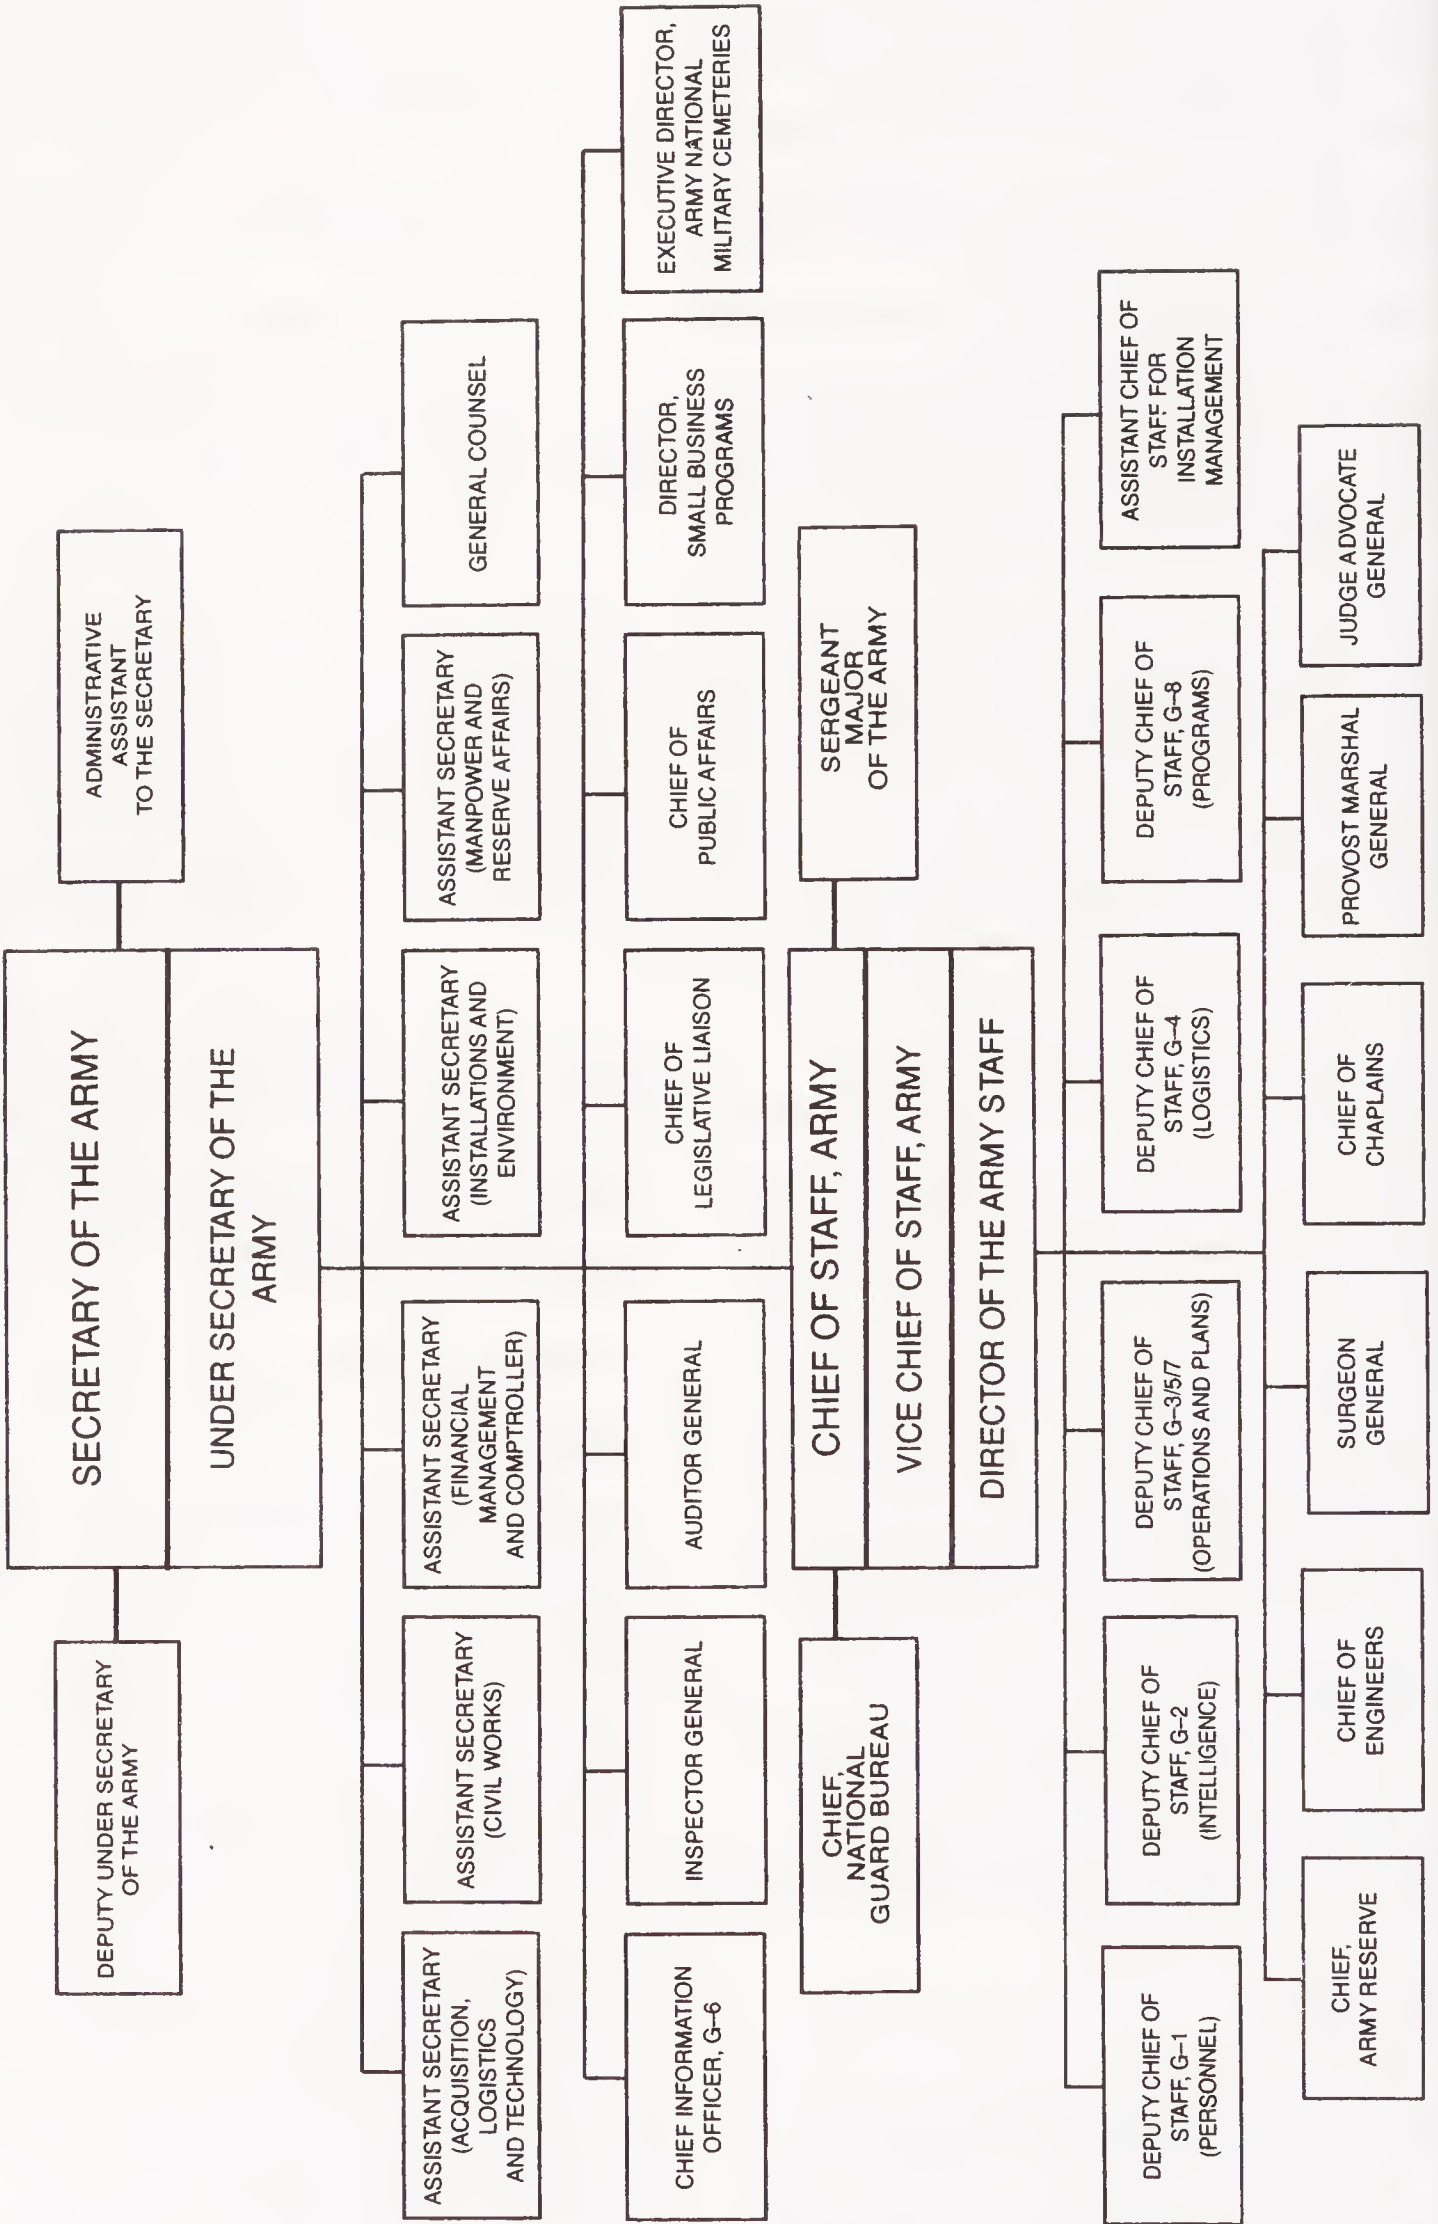 SECRETARY OF THE ARMY
UNDER SECRETARY OF THE
ARMY
DEPUTY UNDER SECRETARY
OF THE ARMY
ADMINISTRATIVE
ASSISTANT
TO THE SECRETARY
ASSISTANT SECRETARY
(ACQUISITION,
LOGISTICS
AND TECHNOLOGY)
ASSISTANT SECRETARY
(CIVIL WORKS)
ASSISTANT SECRETARY
(FINANCIAL
MANAGEMENT
AND COMPTROLLER)
ASSISTANT SECRETARY
(INSTALLATIONS AND
ENVIRONMENT)
ASSISTANT SECRETARY
(MANPOWER AND
RESERVE AFFAIRS)
GENERAL COUNSEL
CHIEF INFORMATION
OFFICER, G–6
INSPECTOR GENERAL
AUDITOR GENERAL
CHIEF OF
LEGISLATIVE LIAISON
CHIEF OF
PUBLIC AFFAIRS
DIRECTOR,
SMALL BUSINESS
PROGRAMS
EXECUTIVE DIRECTOR,
ARMY NATIONAL
MILITARY CEMETERIES
CHIEF,
NATIONAL
GUARD BUREAU
CHIEF OF STAFF, ARMY
VICE CHIEF OF STAFF, ARMY
DIRECTOR OF THE ARMY STAFF
SERGEANT
MAJOR
OF THE ARMY
DEPUTY CHIEF OF
STAFF, G–1
(PERSONNEL)
DEPUTY CHIEF OF
STAFF, G–2
(INTELLIGENCE)
DEPUTY CHIEF OF
STAFF, G–3/5/7
(OPERATIONS AND PLANS)
DEPUTY CHIEF OF
STAFF, G–4
(LOGISTICS)
DEPUTY CHIEF OF
STAFF, G–8
(PROGRAMS)
ASSISTANT CHIEF OF
STAFF FOR
INSTALLATION
MANAGEMENT
CHIEF,
ARMY RESERVE
CHIEF OF
ENGINEERS
SURGEON
GENERAL
CHIEF OF
CHAPLAINS
PROVOST MARSHAL
GENERAL
JUDGE ADVOCATE
GENERAL